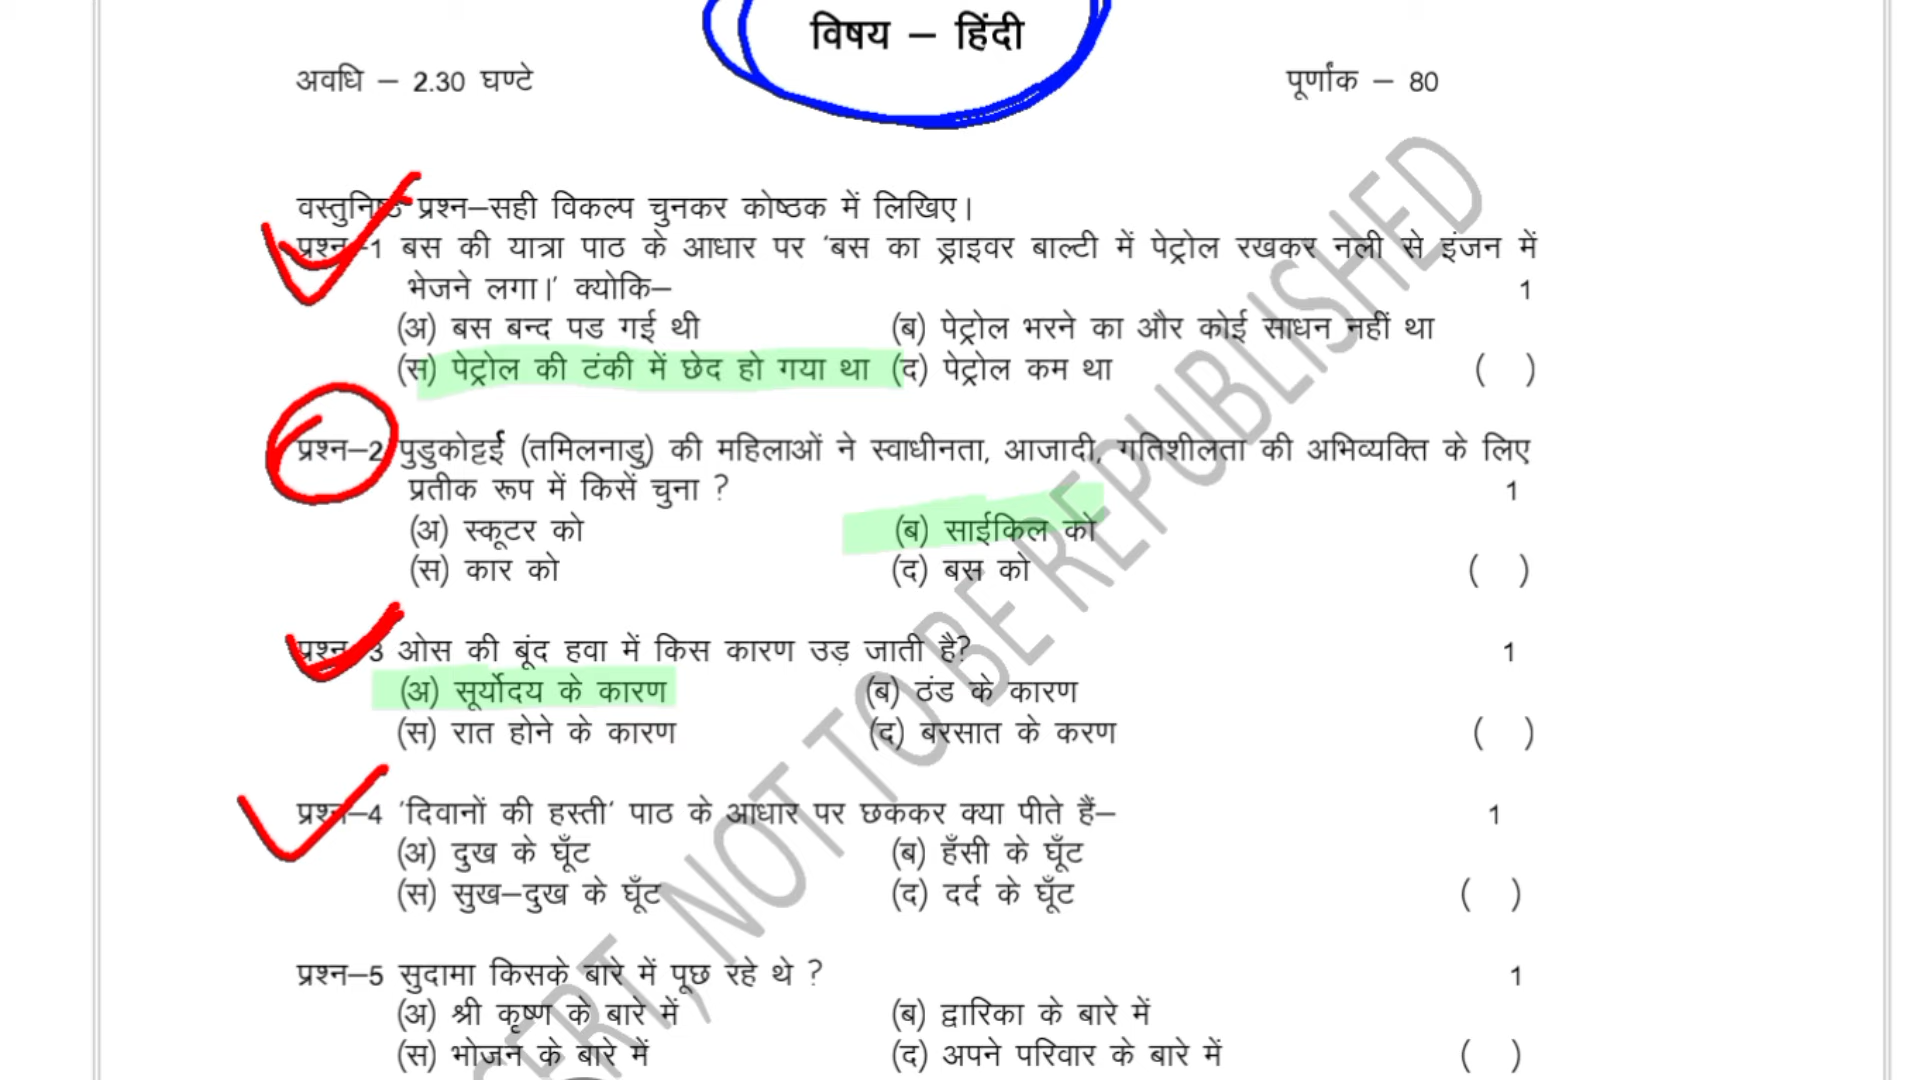 विषय – हिंदी
अवधि – 2.30 घण्टे
पूर्णांक – 80
वस्तुनिष्ठ प्रश्न–सही विकल्प चुनकर कोष्ठक में लिखिए।
प्रश्न–1 बस की यात्रा पाठ के आधार पर 'बस का ड्राइवर बाल्टी में पेट्रोल रखकर नली से इंजन में
भेजने लगा।' क्योकि– 1
(अ) बस बन्द पड गई थी (ब) पेट्रोल भरने का और कोई साधन नहीं था
(स) पेट्रोल की टंकी में छेद हो गया था (द) पेट्रोल कम था ( )
प्रश्न–2 पुडुकोट्टई (तमिलनाडु) की महिलाओं ने स्वाधीनता, आजादी, गतिशीलता की अभिव्यक्ति के लिए
प्रतीक रूप में किसें चुना ? 1
(अ) स्कूटर को (ब) साईकिल को
(स) कार को (द) बस को ( )
प्रश्न–3 ओस की बूंद हवा में किस कारण उड़ जाती है? 1
(अ) सूर्योदय के कारण (ब) ठंड के कारण
(स) रात होने के कारण (द) बरसात के करण ( )
प्रश्न–4 'दिवानों की हस्ती' पाठ के आधार पर छककर क्या पीते हैं– 1
(अ) दुख के घूँट (ब) हँसी के घूँट
(स) सुख–दुख के घूँट (द) दर्द के घूँट ( )
प्रश्न–5 सुदामा किसके बारे में पूछ रहे थे ? 1
(अ) श्री कृष्ण के बारे में (ब) द्वारिका के बारे में
(स) भोजन के बारे में (द) अपने परिवार के बारे में ( )
NOT TO BE REPUBLISHED